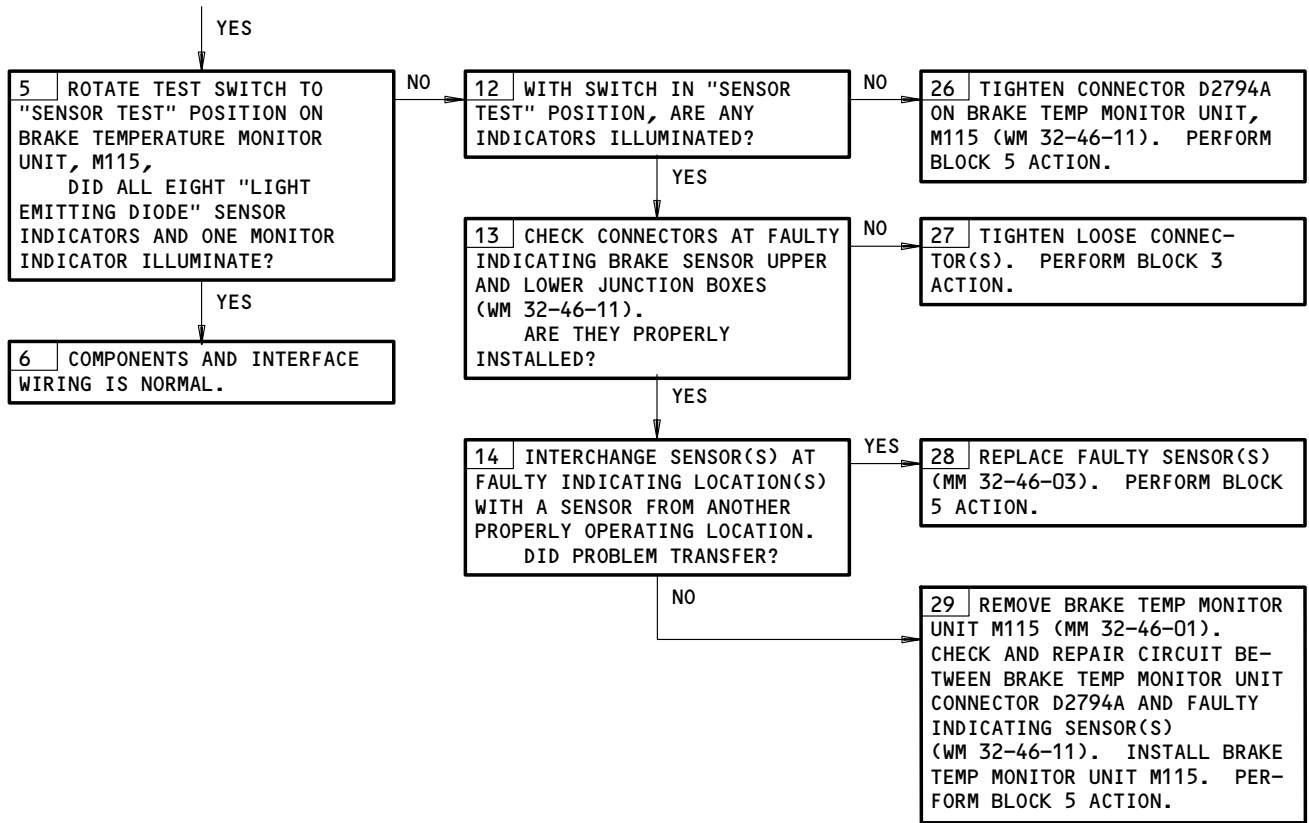 YES
5 ROTATE TEST SWITCH TO
"SENSOR TEST" POSITION ON
BRAKE TEMPERATURE MONITOR
UNIT, M115,
DID ALL EIGHT "LIGHT
EMITTING DIODE" SENSOR
INDICATORS AND ONE MONITOR
INDICATOR ILLUMINATE?
NO
YES
6 COMPONENTS AND INTERFACE
WIRING IS NORMAL.
12 WITH SWITCH IN "SENSOR
TEST" POSITION, ARE ANY
INDICATORS ILLUMINATED?
NO
YES
26 TIGHTEN CONNECTOR D2794A
ON BRAKE TEMP MONITOR UNIT,
M115 (WM 32-46-11). PERFORM
BLOCK 5 ACTION.
13 CHECK CONNECTORS AT FAULTY
INDICATING BRAKE SENSOR UPPER
AND LOWER JUNCTION BOXES
(WM 32-46-11).
ARE THEY PROPERLY
INSTALLED?
NO
YES
27 TIGHTEN LOOSE CONNEC-
TOR(S). PERFORM BLOCK 3
ACTION.
14 INTERCHANGE SENSOR(S) AT
FAULTY INDICATING LOCATION(S)
WITH A SENSOR FROM ANOTHER
PROPERLY OPERATING LOCATION.
DID PROBLEM TRANSFER?
YES
NO
28 REPLACE FAULTY SENSOR(S)
(MM 32-46-03). PERFORM BLOCK
5 ACTION.
29 REMOVE BRAKE TEMP MONITOR
UNIT M115 (MM 32-46-01).
CHECK AND REPAIR CIRCUIT BE-
TWEEN BRAKE TEMP MONITOR UNIT
CONNECTOR D2794A AND FAULTY
INDICATING SENSOR(S)
(WM 32-46-11). INSTALL BRAKE
TEMP MONITOR UNIT M115. PER-
FORM BLOCK 5 ACTION.